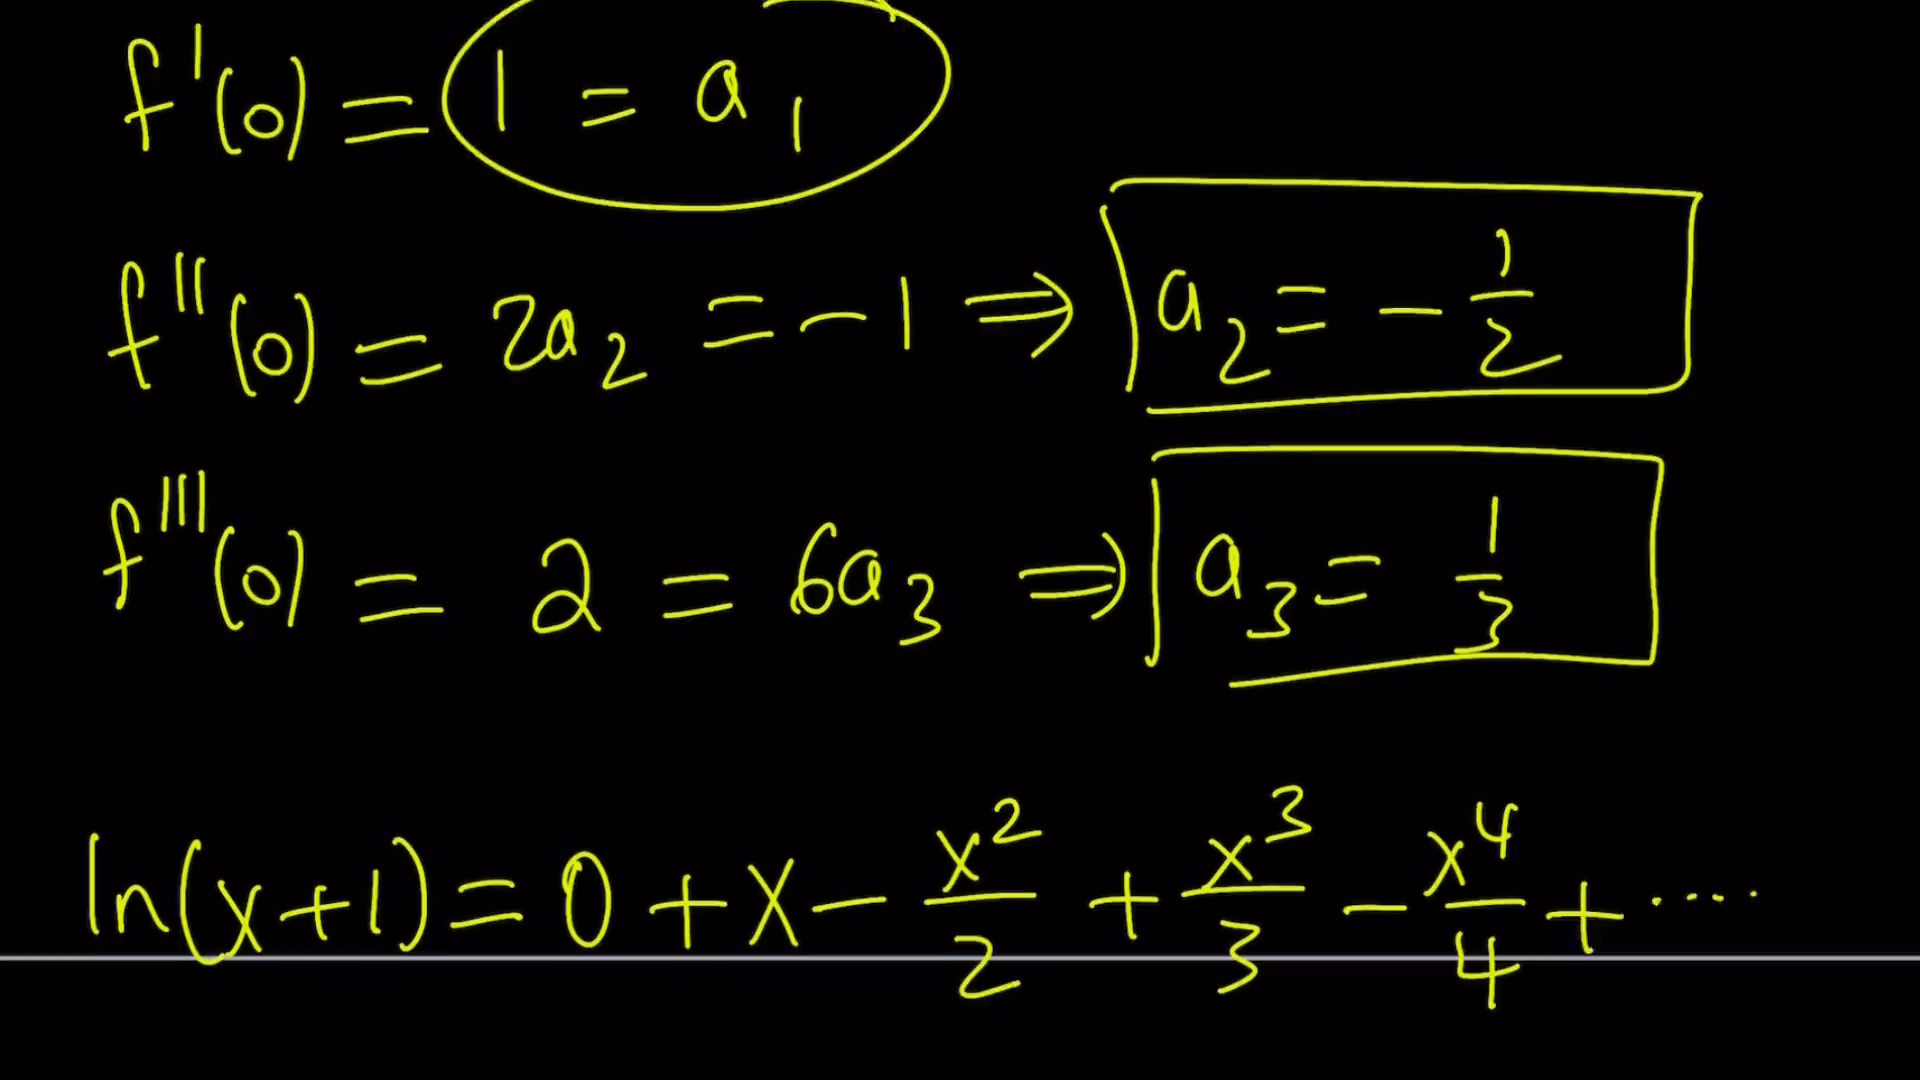 f'(0) = 1 = a₁
f''(0) = 2a₂ = -1 ⇒ a₂ = -1/2
f'''(0) = 2 = 6a₃ ⇒ a₃ = 1/3
ln(x+1) = 0 + x - x²/2 + x³/3 - x⁴/4 + ·····